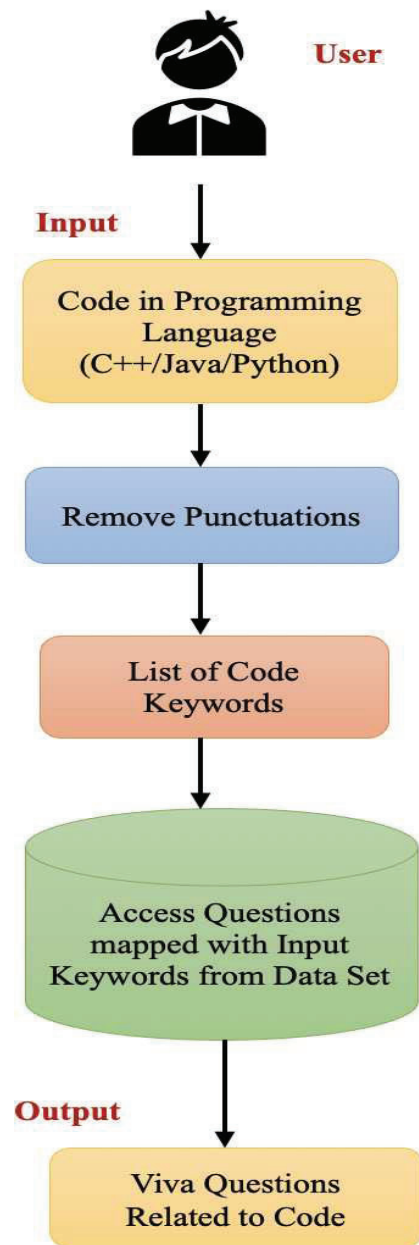 User
Input
Code in Programming
Language
(C++/Java/Python)
Remove Punctuations
List of Code
Keywords
Access Questions
mapped with Input
Keywords from Data Set
Output
Viva Questions
Related to Code